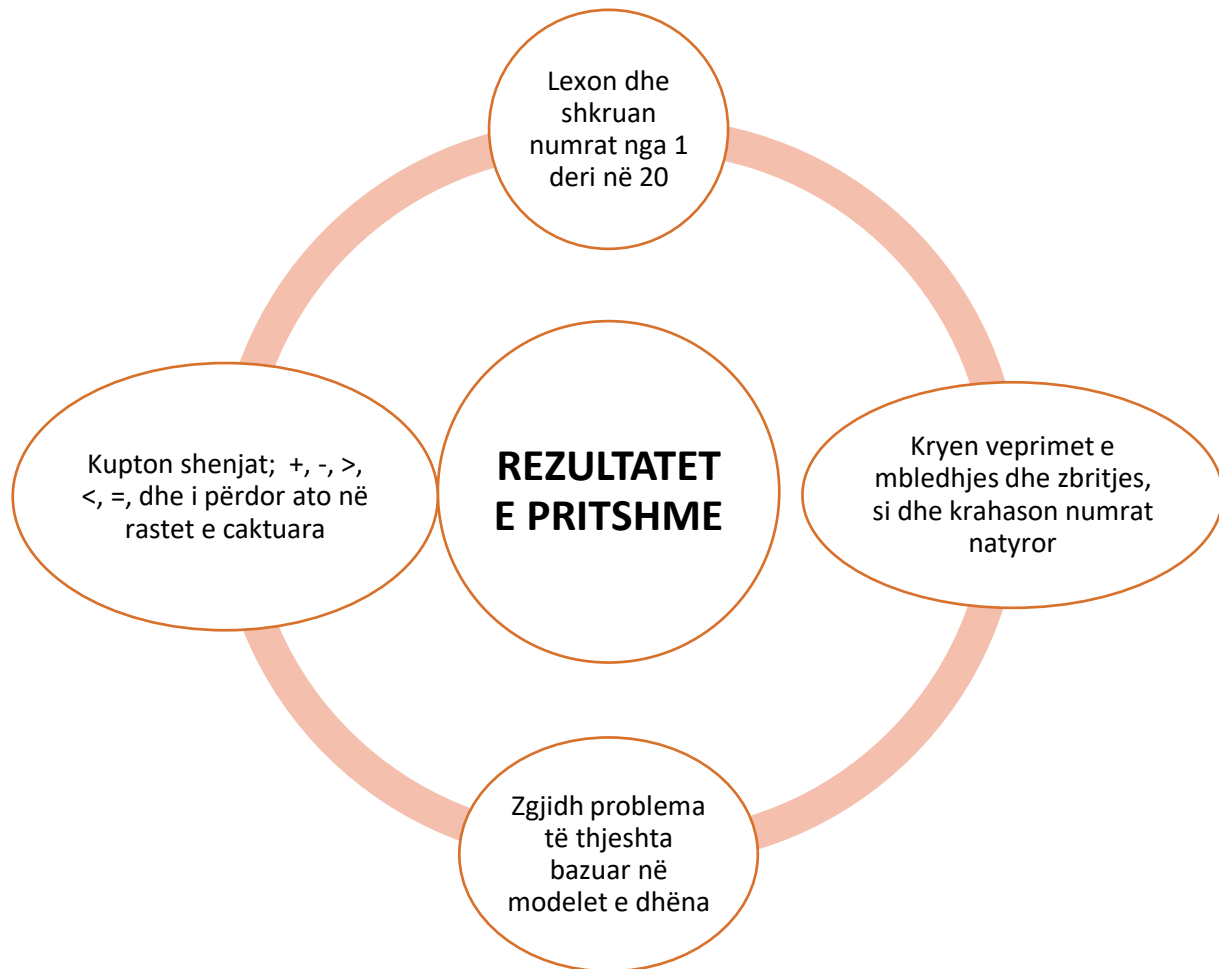 Lexon dhe
shkruan
numrat nga 1
deri në 20
Kupton shenjat;  +, -, >,
<, =, dhe i përdor ato në
rastet e caktuara
REZULTATET
E PRITSHME
Kryen veprimet e
mbledhjes dhe zbritjes,
si dhe krahason numrat
natyror
Zgjidh problema
të thjeshta
bazuar në
modelet e dhëna